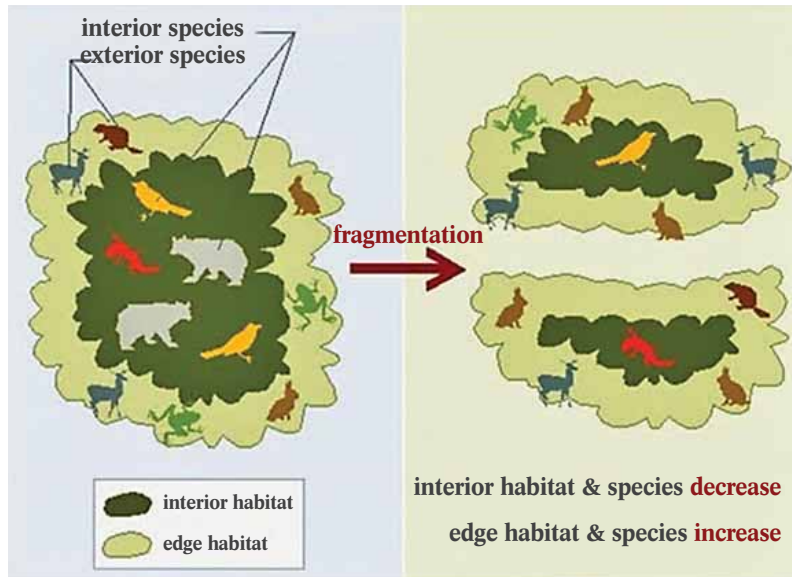 interior species
exterior species
fragmentation
interior habitat
edge habitat
interior habitat & species decrease
edge habitat & species increase